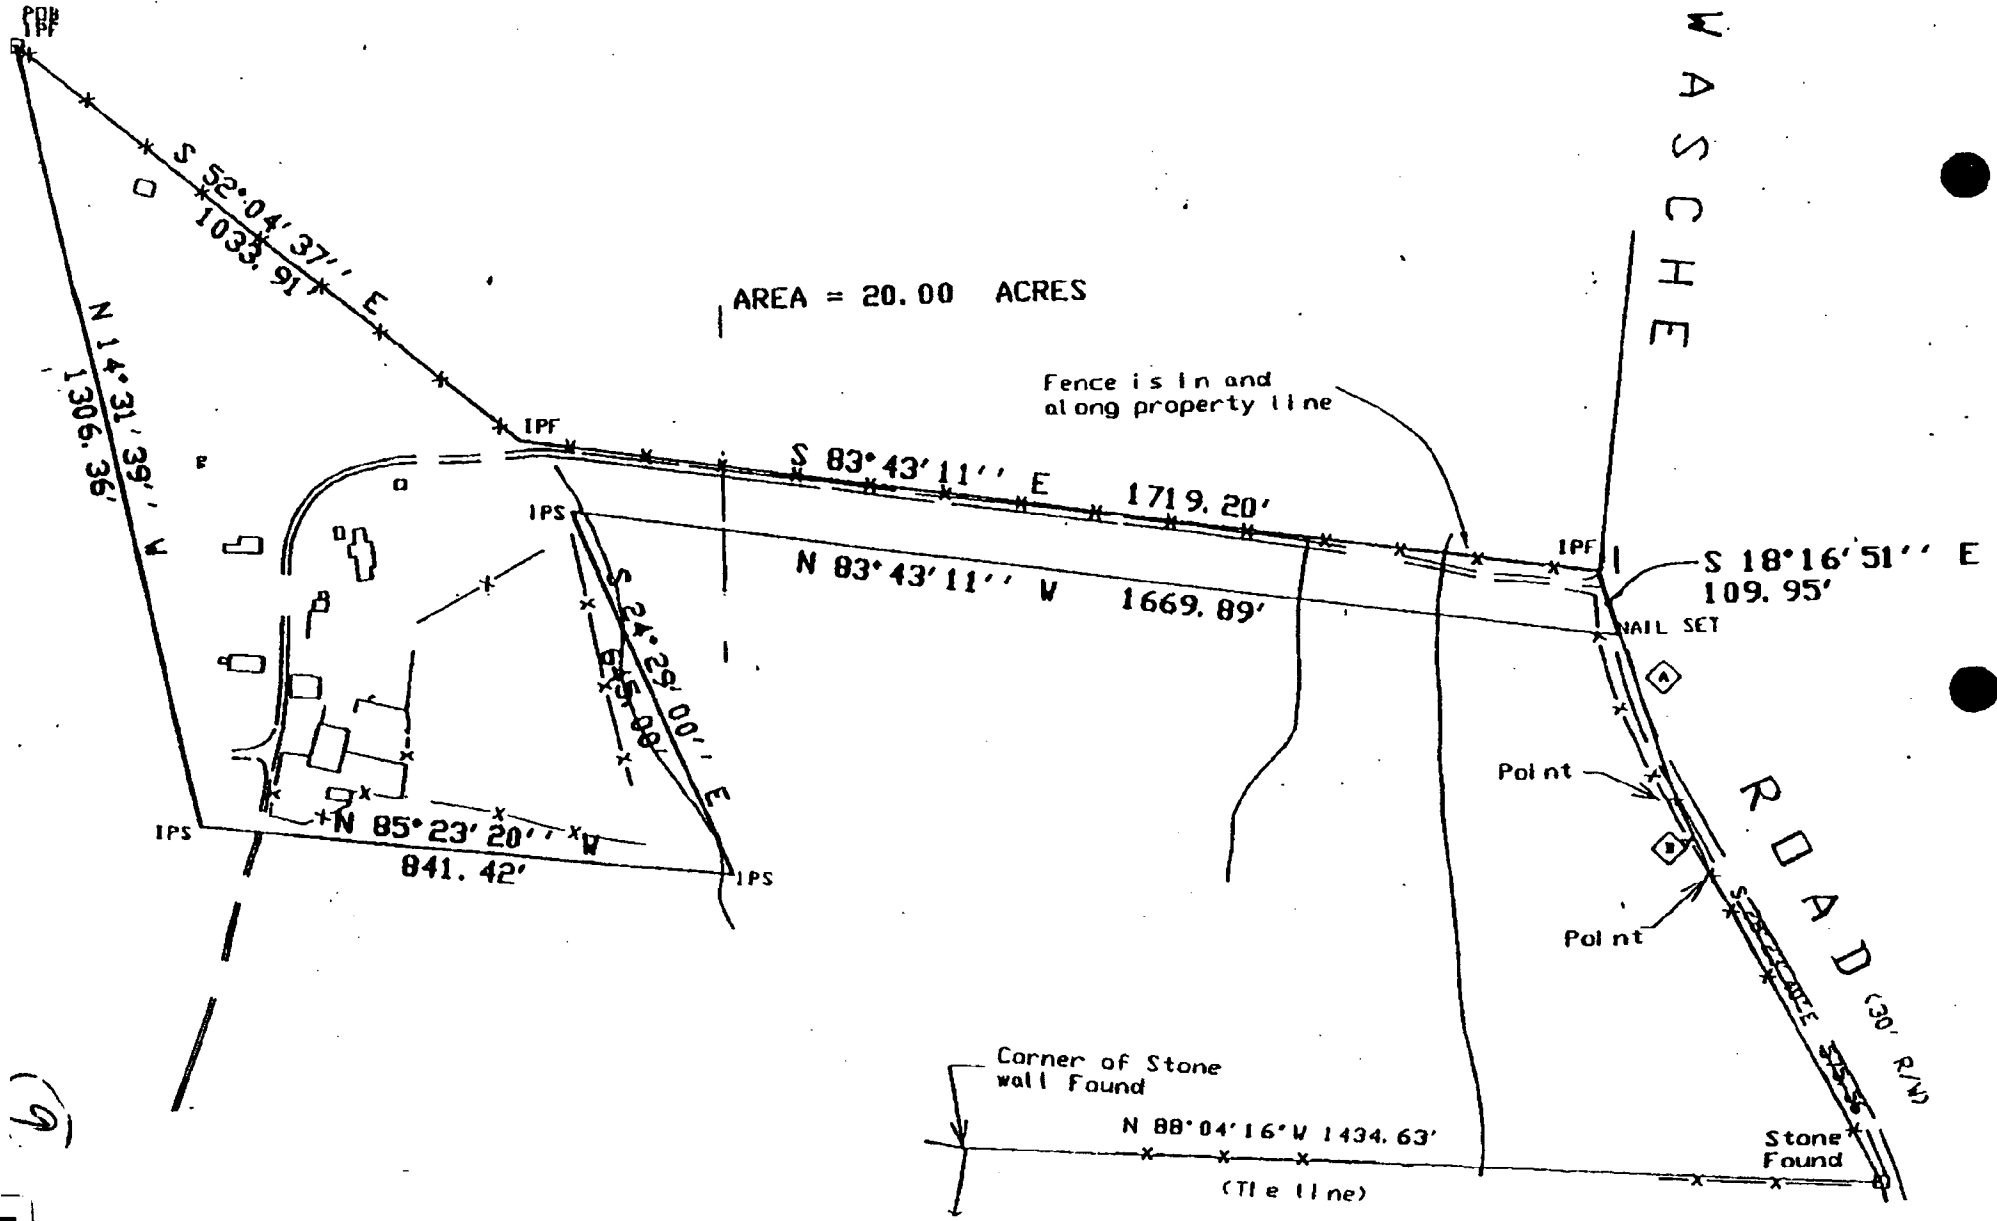 POB
IPF
S 52°04'37'' E
1033.91
N 14°31'39'' W
1306.36'
AREA = 20.00 ACRES
WASCHE
Fence is in and
along property line
IPF
S 83°43'11'' E 1719.20'
IPF
S 18°16'51'' E
109.95'
IPS
N 83°43'11'' W 1669.89'
NAIL SET
A
S 24°29'00'' E
Point
B
Point
ROAD
(30' R/W)
IPS
N 85°23'20'' W
841.42'
IPS
Corner of Stone
wall Found
N 88°04'16"W 1434.63'
(Tie line)
Stone
Found